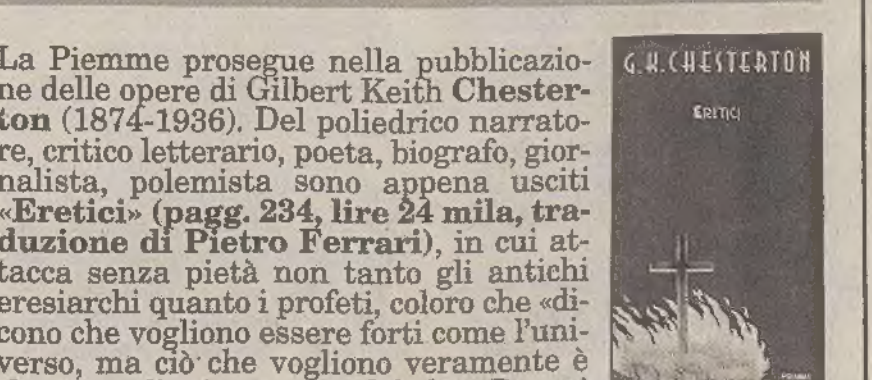 La Piemme prosegue nella pubblicazio-
ne delle opere di Gilbert Keith Chester-
ton (1874-1936). Del poliedrico narrato-
re, critico letterario, poeta, biografo, gior-
nalista, polemista sono appena usciti
«Eretici» (pagg. 234, lire 24 mila, tra-
duzione di Pietro Ferrari), in cui at-
tacca senza pietà non tanto gli antichi
eresiarchi quanto i profeti, coloro che «di-
cono che vogliono essere forti come l'uni-
verso, ma ciò che vogliono veramente è
G.K.CHESTERTON
ERETICI